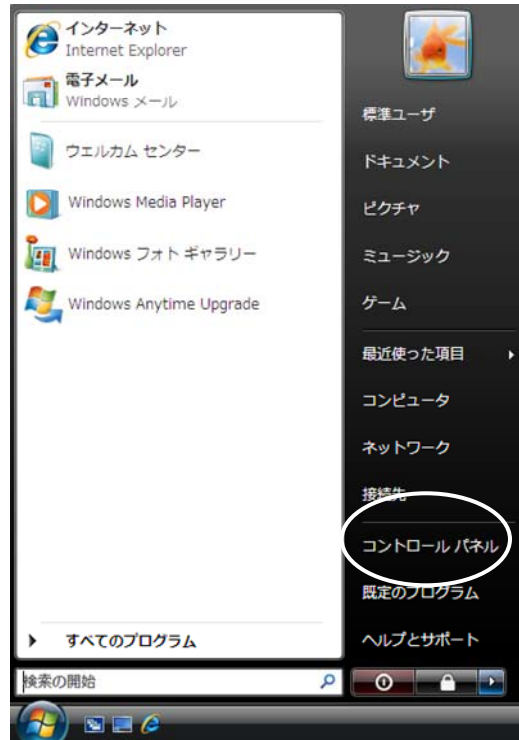 インターネット
Internet Explorer
電子メール
Windows メール
ウェルカム センター
Windows Media Player
Windows フォト ギャラリー
Windows Anytime Upgrade
すべてのプログラム
検索の開始
標準ユーザ
ドキュメント
ピクチャ
ミュージック
ゲーム
最近使った項目
コンピュータ
ネットワーク
接続先
コントロール パネル
既定のプログラム
ヘルプとサポート